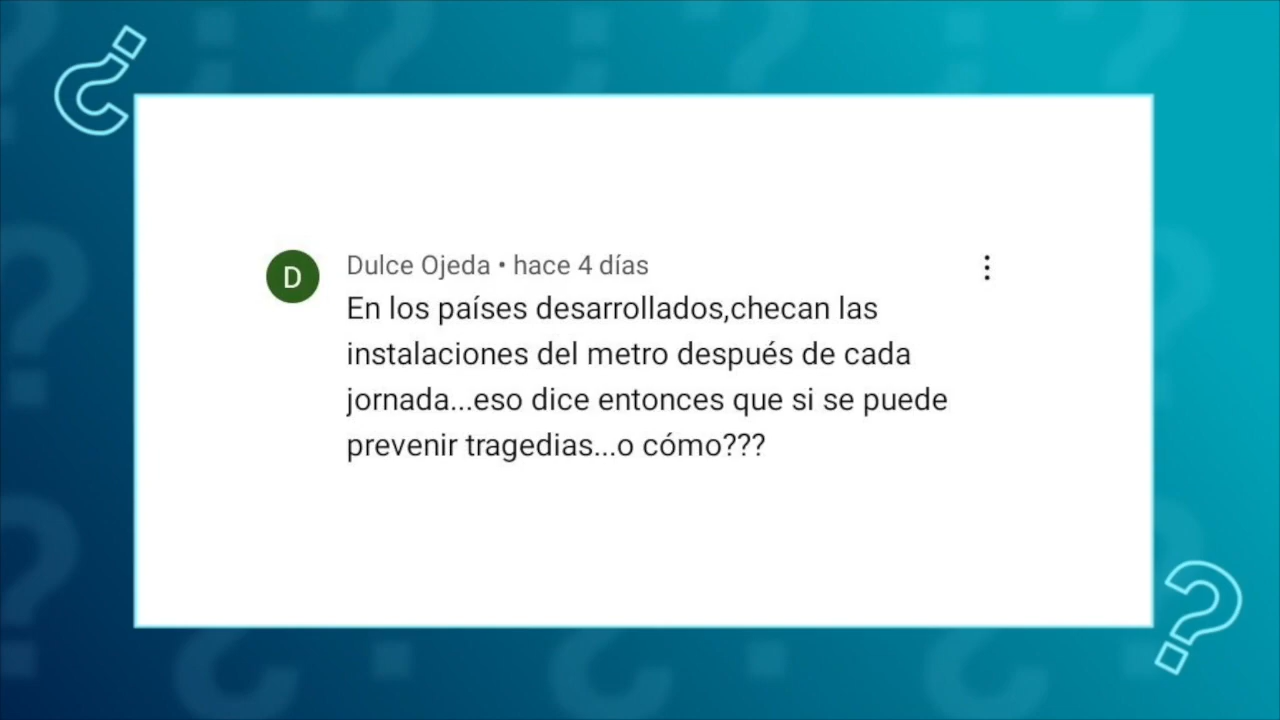 D
Dulce Ojeda • hace 4 días
En los países desarrollados,checan las
instalaciones del metro después de cada
jornada...eso dice entonces que si se puede
prevenir tragedias...o cómo???